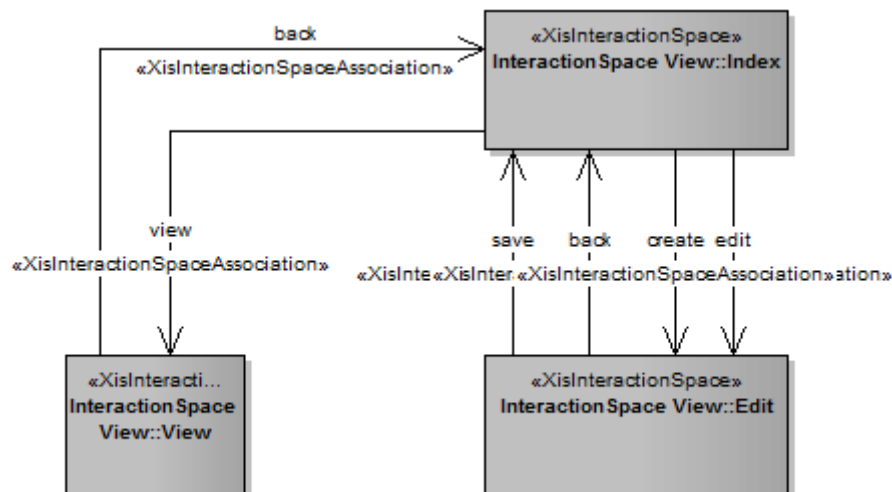 back
«XisInteractionSpaceAssociation»
«XisInteractionSpace»
InteractionSpace View::Index
view
«XisInteractionSpaceAssociation»
save back create edit
«XisInte«XisInter«XisInteractionSpaceAssociation»ation»
«XisInteracti...
InteractionSpace
View::View
«XisInteractionSpace»
InteractionSpace View::Edit